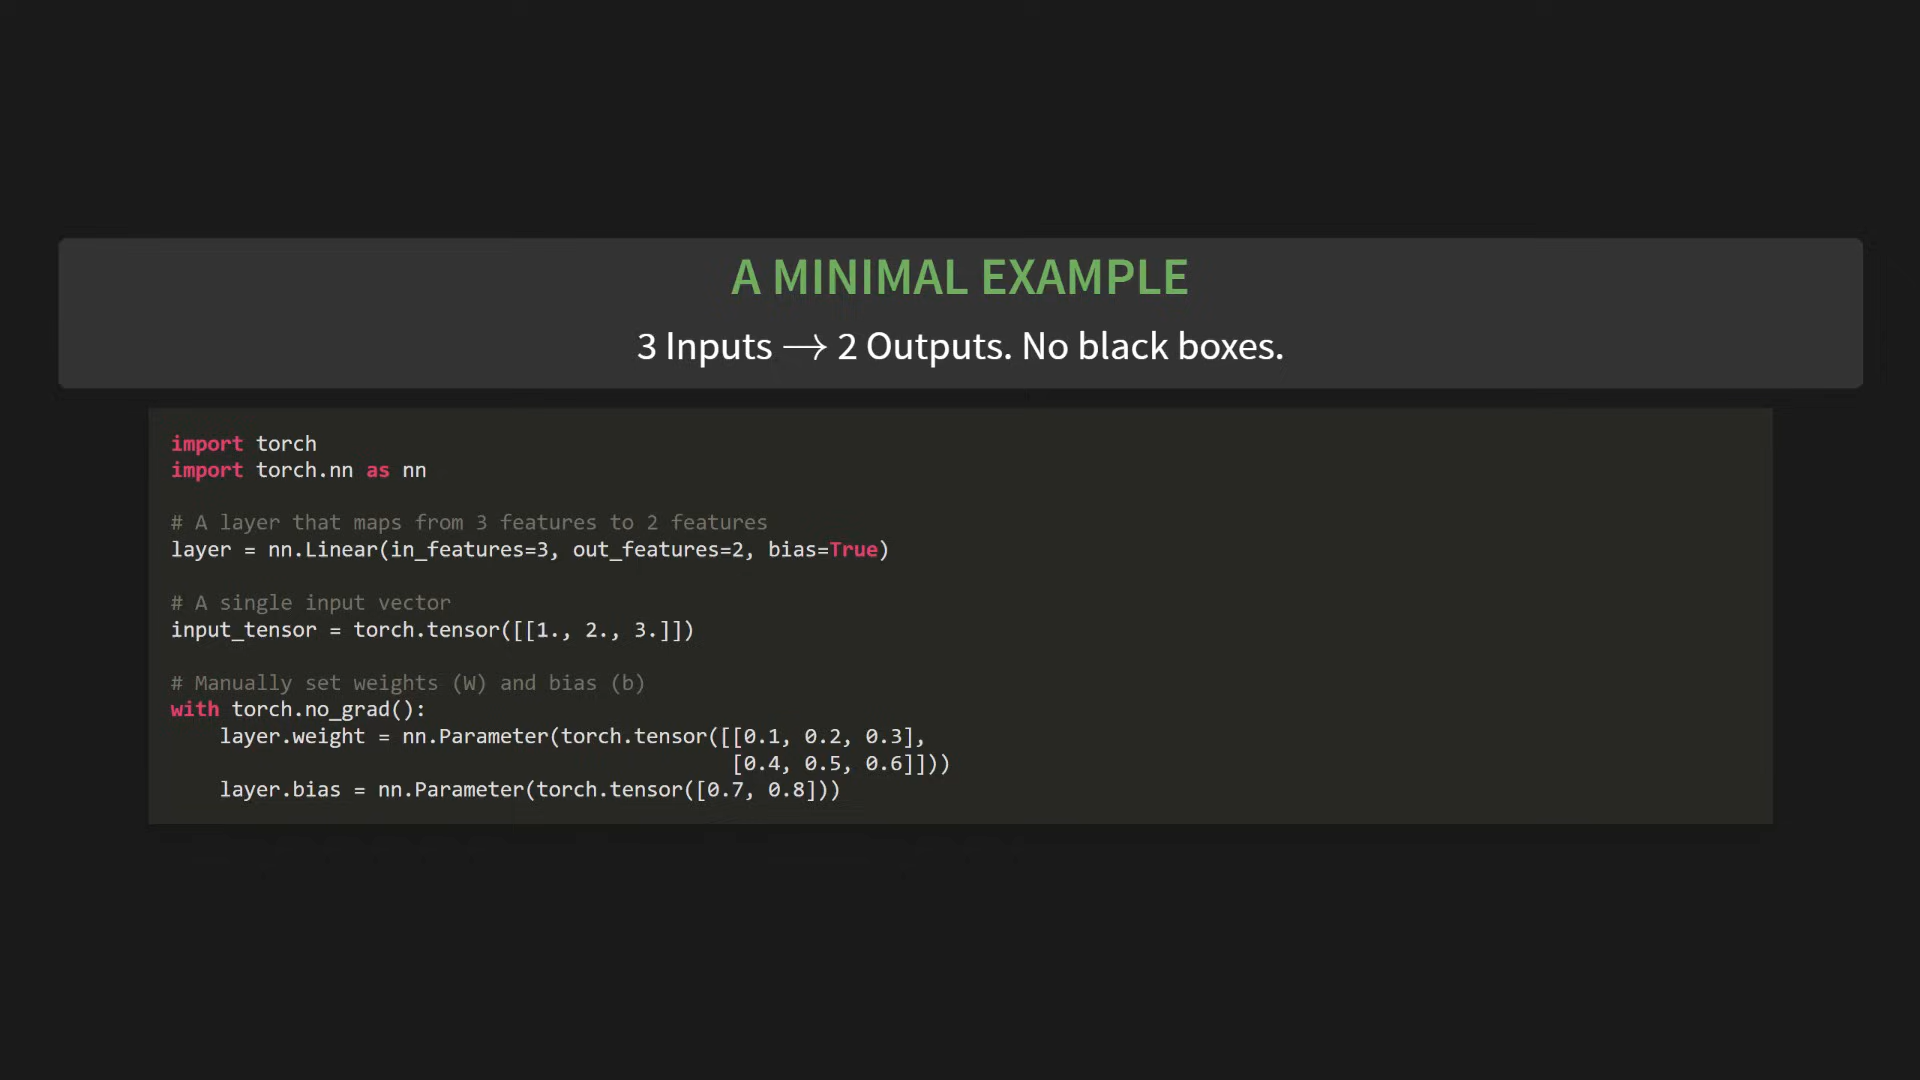 A MINIMAL EXAMPLE
3 Inputs → 2 Outputs. No black boxes.
import torch
import torch.nn as nn
# A layer that maps from 3 features to 2 features
layer = nn.Linear(in_features=3, out_features=2, bias=True)
# A single input vector
input_tensor = torch.tensor([[1., 2., 3.]])
# Manually set weights (W) and bias (b)
with torch.no_grad():
    layer.weight = nn.Parameter(torch.tensor([[0.1, 0.2, 0.3],
                                              [0.4, 0.5, 0.6]]))
    layer.bias = nn.Parameter(torch.tensor([0.7, 0.8]))